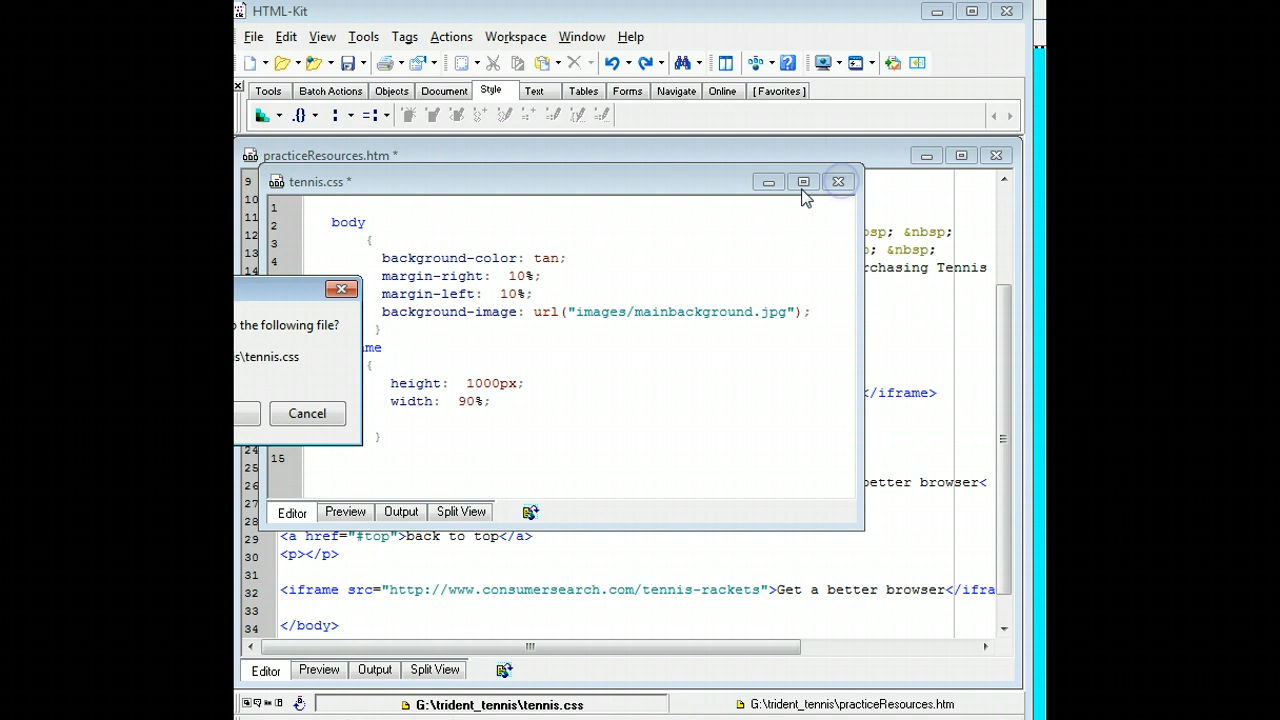 HTML-Kit
File Edit View Tools Tags Actions Workspace Window Help
Tools Batch Actions Objects Document Style Text Tables Forms Navigate Online [ Favorites ]
practiceResources.htm *
tennis.css *
9
10
11
12
13
14
1
2
3
4
body
{
background-color: tan;
margin-right: 10%;
margin-left: 10%;
background-image: url("images/mainbackground.jpg");
}
{
height: 1000px;
width: 90%;
}
15
the following file?
\tennis.css
Cancel
&nbsp;
&nbsp;
Tennis
</iframe>
better browser<
Editor Preview Output Split View
24
25
26
27
28
29 <a href="#top">back to top</a>
30 <p></p>
31
32 <iframe src="http://www.consumersearch.com/tennis-rackets">Get a better browser</ifra
33
34 </body>
Editor Preview Output Split View
G:\trident_tennis\tennis.css G:\trident_tennis\practiceResources.htm